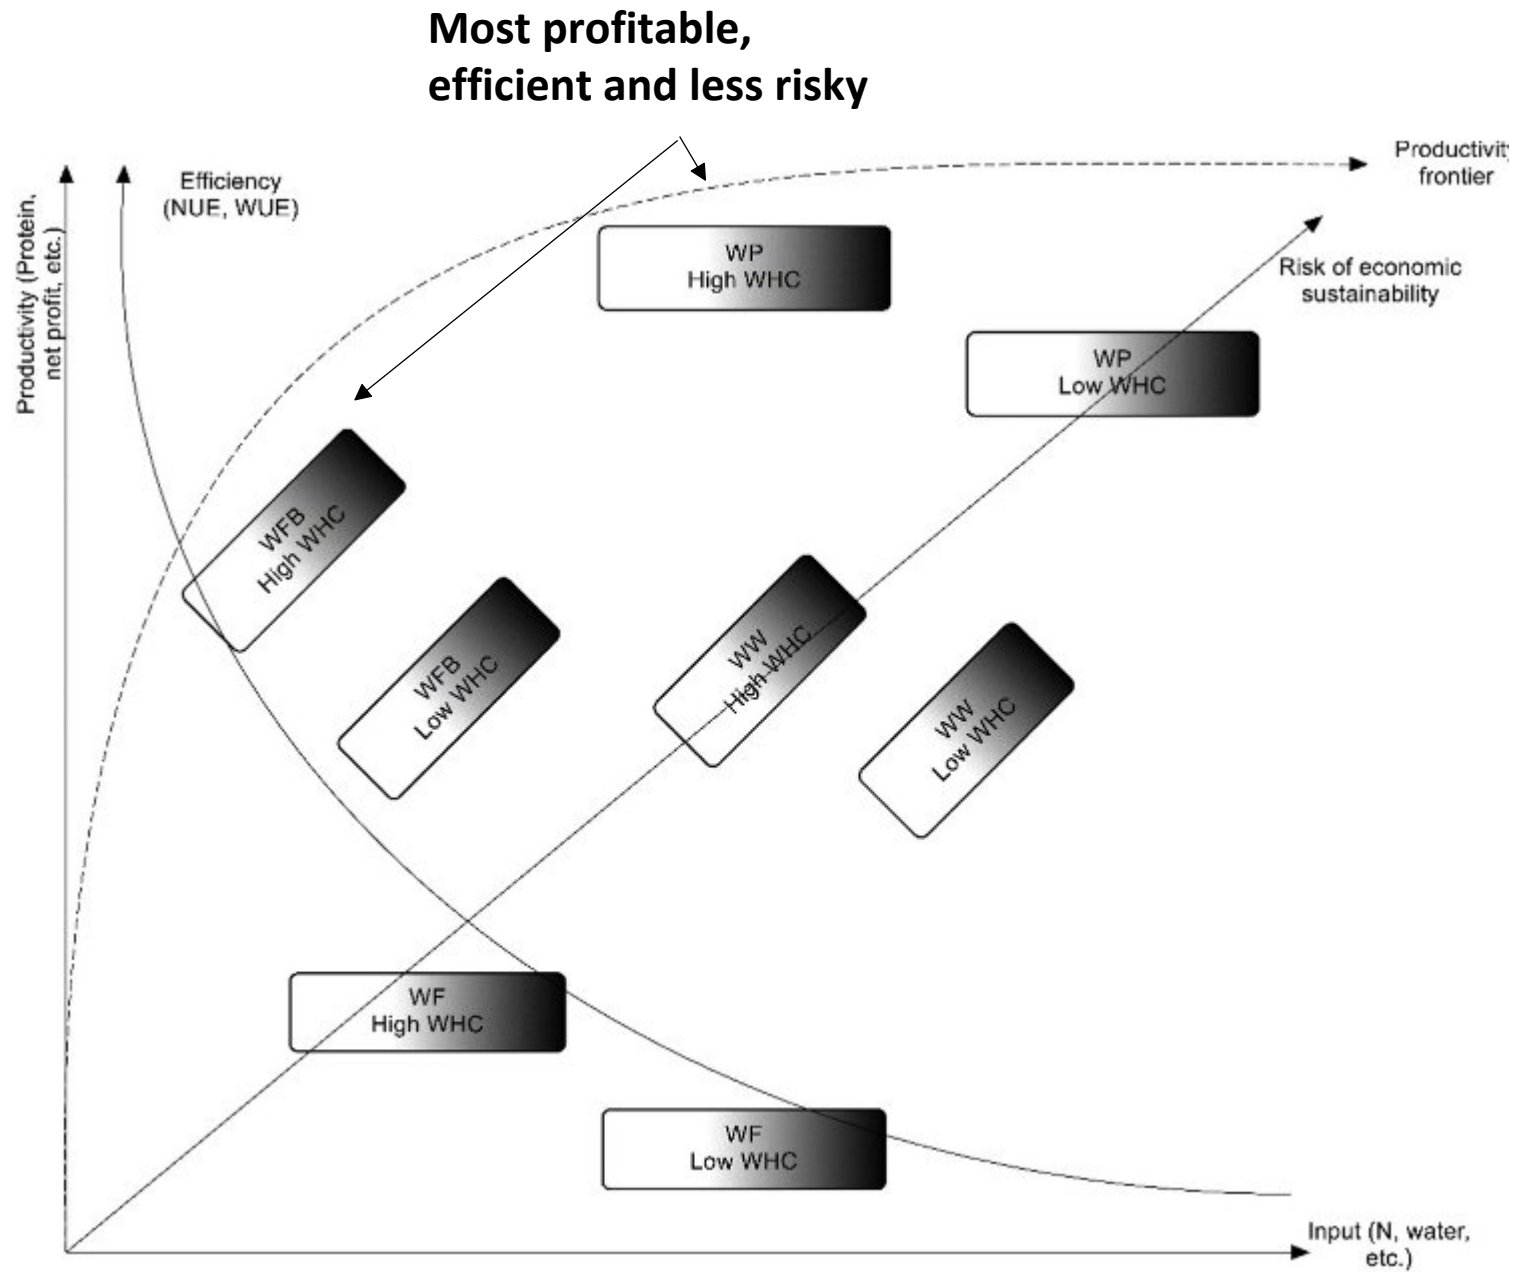 Most profitable,
efficient and less risky
Productivity
frontier
Efficiency
(NUE, WUE)
Productivity (Protein,
net profit, etc.)
WP
High WHC
Risk of economic
sustainability
WP
Low WHC
WFB
High WHC
WFB
Low WHC
WW
High WHC
WW
Low WHC
WF
High WHC
WF
Low WHC
Input (N, water,
etc.)